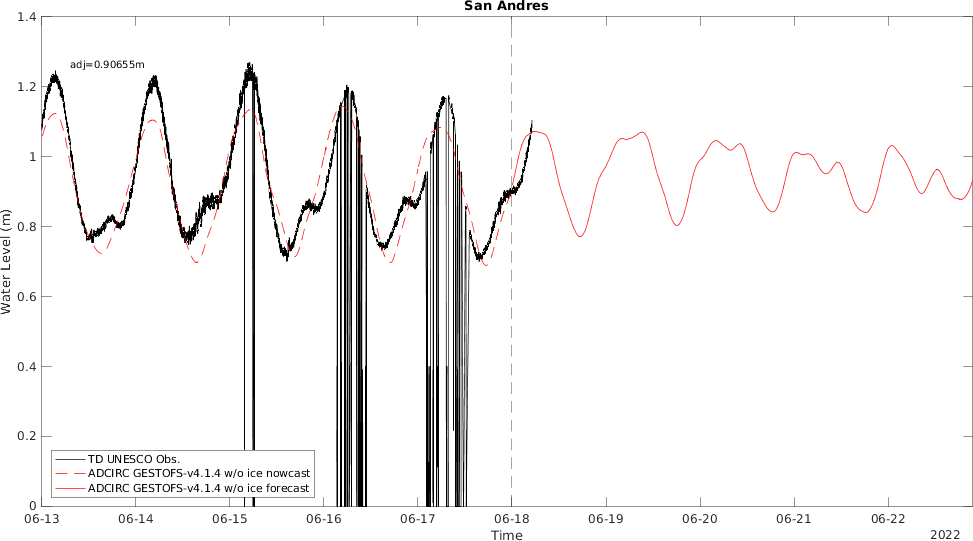 San Andres
1.4
adj=0.90655m
1.2
1
0.8
0.6
0.4
0.2
0
Water Level (m)
TD UNESCO Obs.
ADCIRC GESTOFS-v4.1.4 w/o ice nowcast
ADCIRC GESTOFS-v4.1.4 w/o ice forecast
06-13 06-14 06-15 06-16 06-17 06-18 06-19 06-20 06-21 06-22
Time
2022